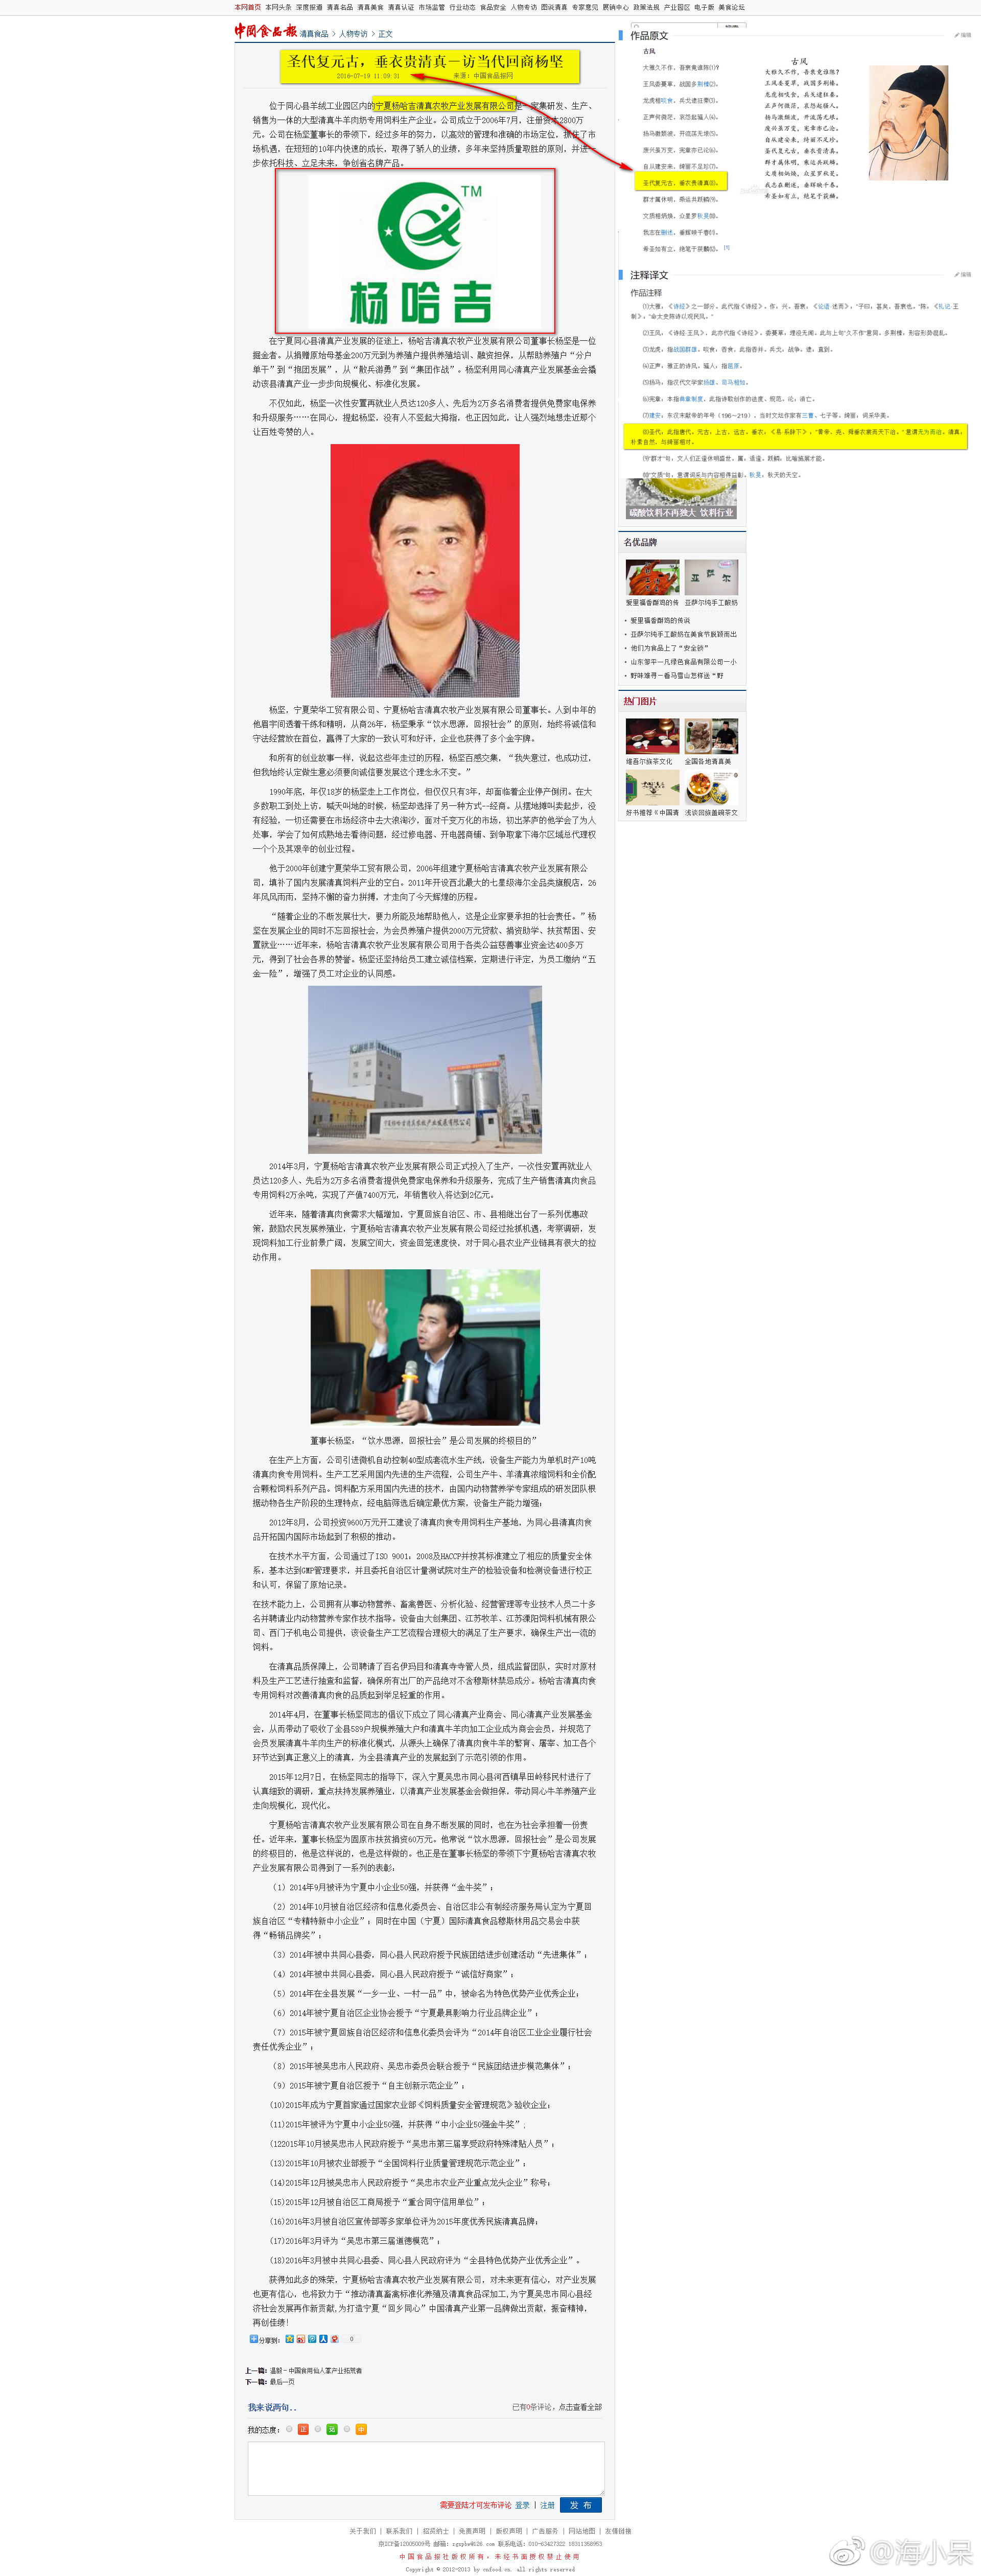 本网首页 本网头条 深度报道 清真名品 清真美食 清真认证 市场监管 行业动态 食品安全 人物专访 图说清真 专家意见 营销中心 政策法规 产业园区 电子版 美食论坛
中国食品报 清真食品 > 人物专访 > 正文
圣代复元古，垂衣贵清真—访当代回商杨坚
2016-07-19 11:09:31 来源：中国食品报网
位于同心县羊绒工业园区内的宁夏杨哈吉清真农牧产业发展有限公司是一家集研发、生产、
销售为一体的大型清真牛羊肉奶专用饲料生产企业。公司成立于2006年7月，注册资本2800万
元。公司在杨坚董事长的带领下，经过多年的努力，以高效的管理和准确的市场定位，抓住了市
场机遇，在短短的10年内快速的成长，取得了骄人的业绩，多年来坚持质量取胜的原则，并进一
步依托科技、立足未来，争创省名牌产品。
TM
杨哈吉
在宁夏同心县清真产业发展的征途上，杨哈吉清真农牧产业发展有限公司董事长杨坚是一位
掘金者。从捐赠原始母基金200万元到为养殖户提供养殖培训、融资担保，从帮助养殖户“分户
单干”到“抱团发展”，从“散兵游勇”到“集团作战”。杨坚利用同心清真产业发展基金会撬
动该县清真产业一步步向规模化、标准化发展。
不仅如此，杨坚一次性安置再就业人员达120多人、先后为2万多名消费者提供免费家电保养
和升级服务……在同心，提起杨坚，没有人不竖起大拇指，也正因如此，让人强烈地想走近那个
让百姓夸赞的人。
杨坚，宁夏荣华工贸有限公司、宁夏杨哈吉清真农牧产业发展有限公司董事长。人到中年的
他眉宇间透着干练和精明，从商26年，杨坚秉承“饮水思源，回报社会”的原则，始终将诚信和
守法经营放在首位，赢得了大家的一致认可和好评，企业也获得了多个金字牌。
和所有的创业故事一样，说起这些年走过的历程，杨坚百感交集，“我失意过，也成功过，
但我始终认定做生意必须要向诚信要发展这个理念永不变。”
1990年底，年仅18岁的杨坚走上工作岗位，但仅仅只有3年，却面临着企业停产倒闭。在大
多数职工到处上访，喊天叫地的时候，杨坚却选择了另一种方式--经商。从摆地摊叫卖起步，没
有经验，一切还需要在市场经济中去大浪淘沙，面对千变万化的市场，初出茅庐的他学会了为人
处事，学会了如何成熟地去看待问题，经过修电器、开电器商铺、到争取拿下海尔区域总代理权
一个个及其艰辛的创业过程。
他于2000年创建宁夏荣华工贸有限公司，2006年组建宁夏杨哈吉清真农牧产业发展有限公
司，填补了国内发展清真饲料产业的空白。2011年开设西北最大的七星级海尔全品类旗舰店，26
年风风雨雨，坚持不懈的奋力拼搏，才走向了今天辉煌的历程。
“随着企业的不断发展壮大，要力所能及地帮助他人，这是企业家要承担的社会责任。”杨
坚在发展企业的同时不忘回报社会，为会员养殖户提供2000万元贷款、捐资助学、扶贫帮困、安
置就业……近年来，杨哈吉清真农牧产业发展有限公司用于各类公益慈善事业资金达400多万
元，得到了社会各界的赞誉。杨坚还坚持给员工建立诚信档案，定期进行评定，为员工缴纳“五
金一险”，增强了员工对企业的认同感。
宁夏杨哈吉清真农牧产业发展有限公司
2014年3月，宁夏杨哈吉清真农牧产业发展有限公司正式投入了生产，一次性安置再就业人
员达120多人、先后为2万多名消费者提供免费家电保养和升级服务，完成了生产销售清真肉食品
专用饲料2万余吨，实现了产值7400万元，年销售收入将达到2亿元。
近年来，随着清真肉食需求大幅增加，宁夏回族自治区、市、县相继出台了一系列优惠政
策，鼓励农民发展养殖业，宁夏杨哈吉清真农牧产业发展有限公司经过抢抓机遇，考察调研，发
现饲料加工行业前景广阔，发展空间大，资金回笼速度快，对于同心县农业产业链具有很大的拉
动作用。
董事长杨坚：“饮水思源，回报社会”是公司发展的终极目的”
在生产上方面，公司引进微机自动控制40型成套流水生产线，设备生产能力为单机时产10吨
清真肉食专用饲料。生产工艺采用国内先进的生产流程，公司生产牛、羊清真浓缩饲料和全价配
合颗粒饲料系列产品。饲料配方采用国内先进的技术，由国内动物营养学专家组成的研发团队根
据动物各生产阶段的生理特点，经电脑筛选后确定最优方案，设备生产能力增强；
2012年8月，公司投资9600万元开工建设了清真肉食专用饲料生产基地，为同心县清真肉食
品开拓国内国际市场起到了积极的推动。
在技术水平方面，公司通过了ISO 9001：2008及HACCP并按其标准建立了相应的质量安全体
系，基本达到GMP管理要求，并且委托自治区计量测试院对生产的检验设备和检测设备进行校正
和认可，保留了原始记录。
在技术能力上，公司拥有从事动物营养、畜禽兽医、分析化验、经营管理等专业技术人员二十多
名并聘请业内动物营养专家作技术指导。设备由大创集团、江苏牧羊、江苏溧阳饲料机械有限公
司、西门子机电公司提供，该设备生产工艺流程合理极大的满足了生产要求，确保生产出一流的
饲料。
在清真品质保障上，公司聘请了百名伊玛目和清真寺寺管人员，组成监督团队，实时对原材
料及生产工艺进行抽查和监督，确保所有出厂的产品绝对不含穆斯林禁忌成分。杨哈吉清真肉食
专用饲料对改善清真肉食的品质起到举足轻重的作用。
2014年4月，在董事长杨坚同志的倡议下成立了同心清真产业商会、同心清真产业发展基金
会，从而带动了吸收了全县589户规模养殖大户和清真牛羊肉加工企业成为商会会员，并规范了
会员发展清真牛羊肉生产的标准化模式，从源头上确保了清真肉食牛羊的繁育、屠宰、加工各个
环节达到真正意义上的清真，为全县清真产业的发展起到了示范引领的作用。
2015年12月7日，在杨坚同志的指导下，深入宁夏吴忠市同心县河西镇旱田岭移民村进行了
认真细致的调研，重点扶持发展养殖业，以清真产业发展基金会做担保，带动同心牛羊养殖产业
走向规模化，现代化。
宁夏杨哈吉清真农牧产业发展有限公司在自身不断发展的同时，也在为社会承担着一份责
任。近年来，董事长杨坚为固原市扶贫捐资60万元。他常说“饮水思源，回报社会”是公司发展
的终极目的，他是这样说的，也是这样做的。也正是在董事长杨坚的带领下宁夏杨哈吉清真农牧
产业发展有限公司得到了一系列的表彰：
（1）2014年9月被评为宁夏中小企业50强，并获得“金牛奖”；
（2）2014年10月被自治区经济和信息化委员会、自治区非公有制经济服务局认定为宁夏回
族自治区“专精特新中小企业”；同时在中国（宁夏）国际清真食品穆斯林用品交易会中获
得“畅销品牌奖”；
（3）2014年被中共同心县委，同心县人民政府授予民族团结进步创建活动“先进集体”；
（4）2014年被中共同心县委，同心县人民政府授予“诚信好商家”；
（5）2014年在全县发展“一乡一业、一村一品”中，被命名为特色优势产业优秀企业；
（6）2014年被宁夏自治区企业协会授予“宁夏最具影响力行业品牌企业”；
（7）2015年被宁夏回族自治区经济和信息化委员会评为“2014年自治区工业企业履行社会
责任优秀企业”；
（8）2015年被吴忠市人民政府、吴忠市委员会联合授予“民族团结进步模范集体”；
（9）2015年被宁夏自治区授予“自主创新示范企业”；
(10)2015年成为宁夏首家通过国家农业部《饲料质量安全管理规范》验收企业；
(11)2015年被评为宁夏中小企业50强，并获得“中小企业50强金牛奖”；
(122015年10月被吴忠市人民政府授予“吴忠市第三届享受政府特殊津贴人员”；
(13)2015年10月被农业部授予“全国饲料行业质量管理规范示范企业”；
(14)2015年12月被吴忠市人民政府授予“吴忠市农业产业重点龙头企业”称号；
(15)2015年12月被自治区工商局授予“重合同守信用单位”；
(16)2016年3月被自治区宣传部等多家单位评为2015年度优秀民族清真品牌；
(17)2016年3月评为“吴忠市第三届道德模范”；
(18)2016年3月被中共同心县委、同心县人民政府评为“全县特色优势产业优秀企业”。
获得如此多的殊荣，宁夏杨哈吉清真农牧产业发展有限公司，对未来更有信心，对产业发展
也更有信心，也将致力于“推动清真畜禽标准化养殖及清真食品深加工,为宁夏吴忠市同心县经
济社会发展再作新贡献,为打造宁夏“回乡同心”中国清真产业第一品牌做出贡献，振奋精神，
再创佳绩！
分享到： 0
上一篇：温毅－中国食用仙人掌产业拓荒者
下一篇：最后一页
我来说两句..
已有0条评论，点击查看全部
我的态度：
需要登陆才可发布评论 登录 | 注册 发 布
关于我们 | 联系我们 | 招贤纳士 | 免责声明 | 版权声明 | 广告服务 | 网站地图 | 友情链接
京ICP备12005009号 邮箱：zgspbw@126.com 联系电话：010-63427322 18311358953
中国食品报社版权所有，未经书面授权禁止使用
Copyright © 2012-2013 by cnfood.cn. all rights reserved
作品原文
编辑
古风
大雅久不作，吾衰竟谁陈⑴？
王风委蔓草，战国多荆榛⑵。
龙虎相啖食，兵戈逮狂秦⑶。
正声何微茫，哀怨起骚人⑷。
扬马激颓波，开流荡无垠⑸。
废兴虽万变，宪章亦已沦⑹。
自从建安来，绮丽不足珍⑺。
圣代复元古，垂衣贵清真⑻。
群才属休明，乘运共跃鳞⑼。
文质相炳焕，众星罗秋旻⑽。
我志在删述，垂辉映千春⑾。
希圣如有立，绝笔于获麟⑿。 [1]
古风
大雅久不作，吾衰竟谁陈？
王风委蔓草，战国多荆榛。
龙虎相啖食，兵戈逮狂秦。
正声何微茫，哀怨起骚人。
扬马激颓波，开流荡无垠。
废兴虽万变，宪章亦已沦。
自从建安来，绮丽不足珍。
圣代复元古，垂衣贵清真。
群才属休明，乘运共跃鳞。
文质相炳焕，众星罗秋旻。
我志在删述，垂辉映千春。
希圣如有立，绝笔于获麟。
注释译文
编辑
作品注释
⑴大雅：《诗经》之一部分。此代指《诗经》。作：兴。吾衰：《论语·述而》：“子曰：甚矣，吾衰也。”陈：《礼记·王
制》：“命太史陈诗以观民风。”
⑵王风：《诗经·王风》，此亦代指《诗经》。委蔓草：埋没无闻。此与上句“久不作”意同。多荆榛：形容形势混乱。
⑶龙虎：指战国群雄。啖食：吞食，此指吞并。兵戈：战争。逮：直到。
⑷正声：雅正的诗风。骚人：指屈原。
⑸扬马：指汉代文学家扬雄、司马相如。
⑹宪章：本指典章制度，此指诗歌创作的法度、规范。沦：消亡。
⑺建安：东汉末献帝的年号（196～219），当时文坛作家有三曹、七子等。绮丽：词采华美。
⑻圣代：此指唐代。元古：上古，远古。垂衣：《易·系辞下》：“黄帝、尧、舜垂衣裳而天下治。”意谓无为而治。清真：
朴素自然，与绮丽相对。
⑼“群才”句：文人们正逢休明盛世。属：适逢。跃鳞：比喻施展才能。
⑽“文质”句：意谓词采与内容相得益彰。秋旻：秋天的天空。
碳酸饮料不再独大 饮料行业
名优品牌
爱里福香酥鸡的传 亚萨尔纯手工酸奶
爱里福香酥鸡的传说
亚萨尔纯手工酸奶在美食节脱颖而出
他们为食品上了“安全锁”
山东邹平一凡绿色食品有限公司一小
野味难寻－看马雪山怎样送“野
热门图片
维吾尔族茶文化 全国各地清真美
好书推荐《中国清 浅谈回族盖碗茶文
@海小呆